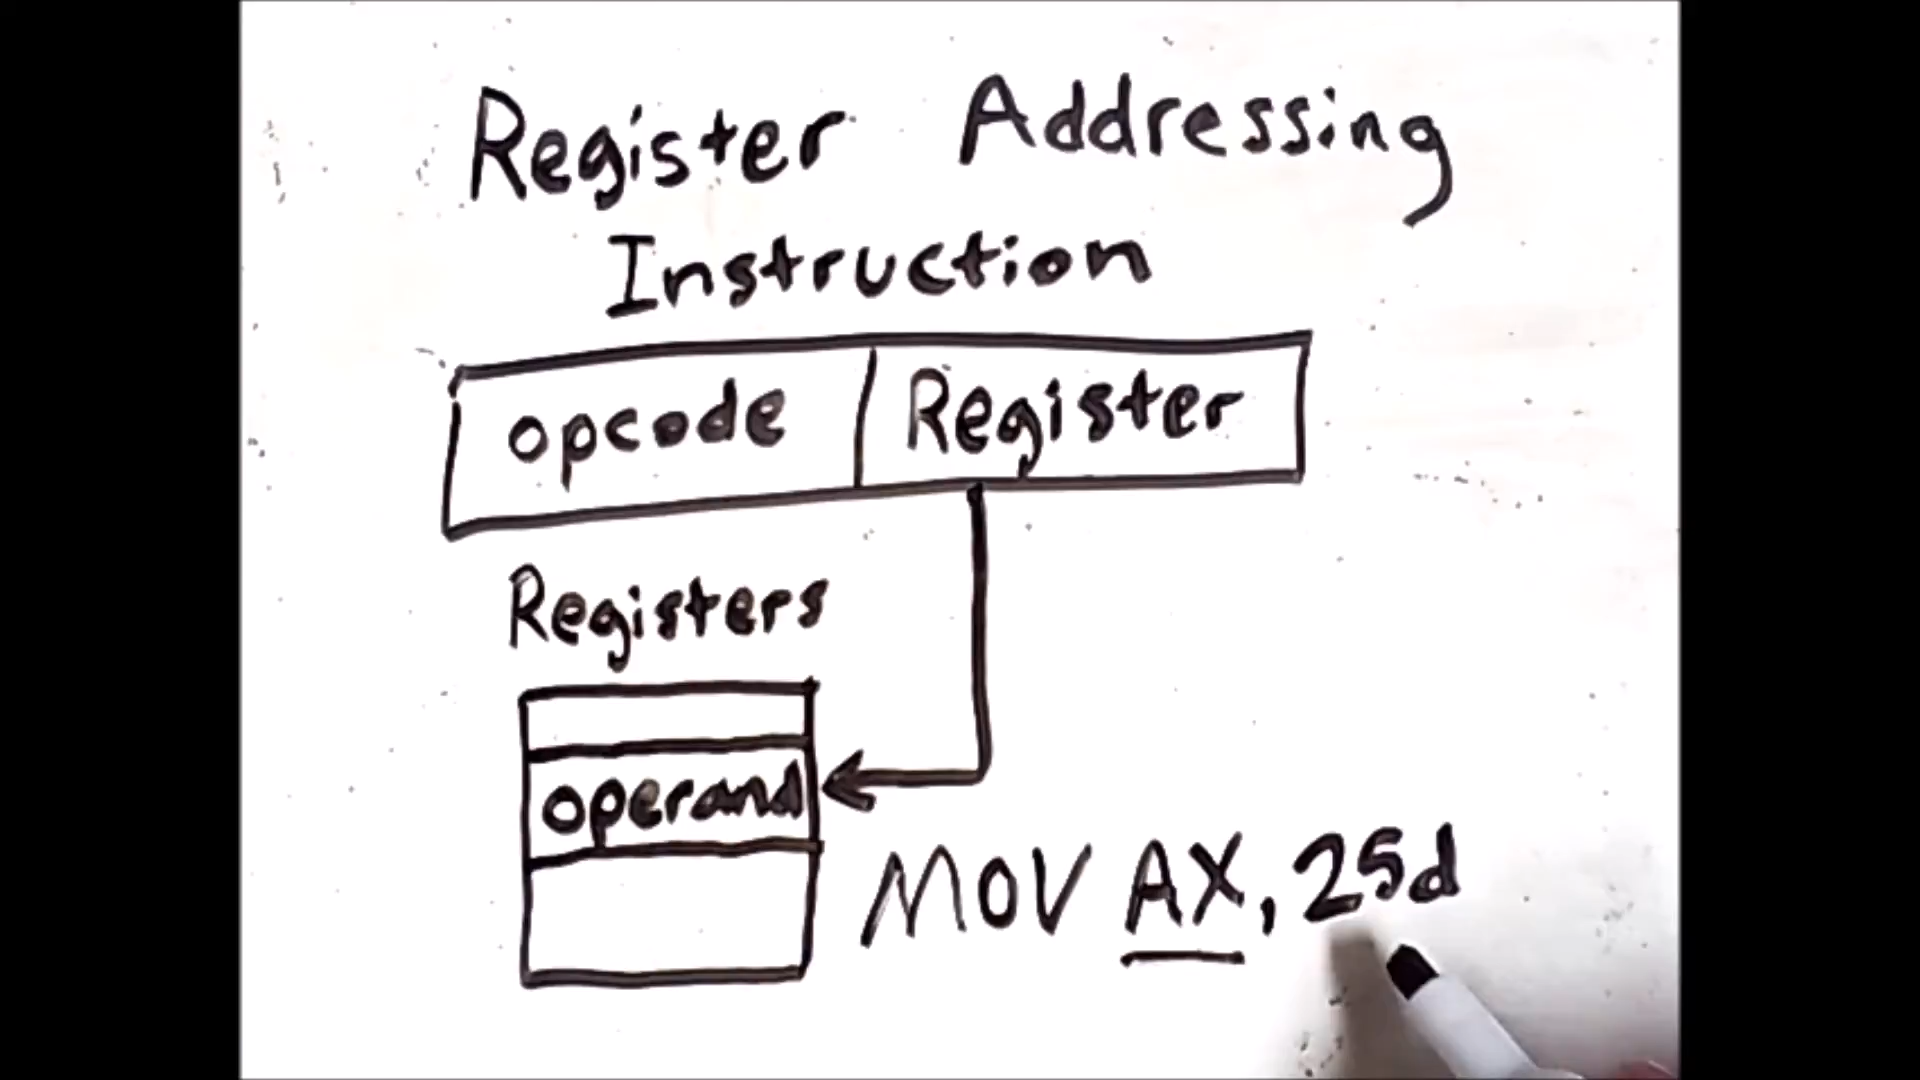 Register Addressing
Instruction
opcode Register
Registers
operand
MOV AX, 25d